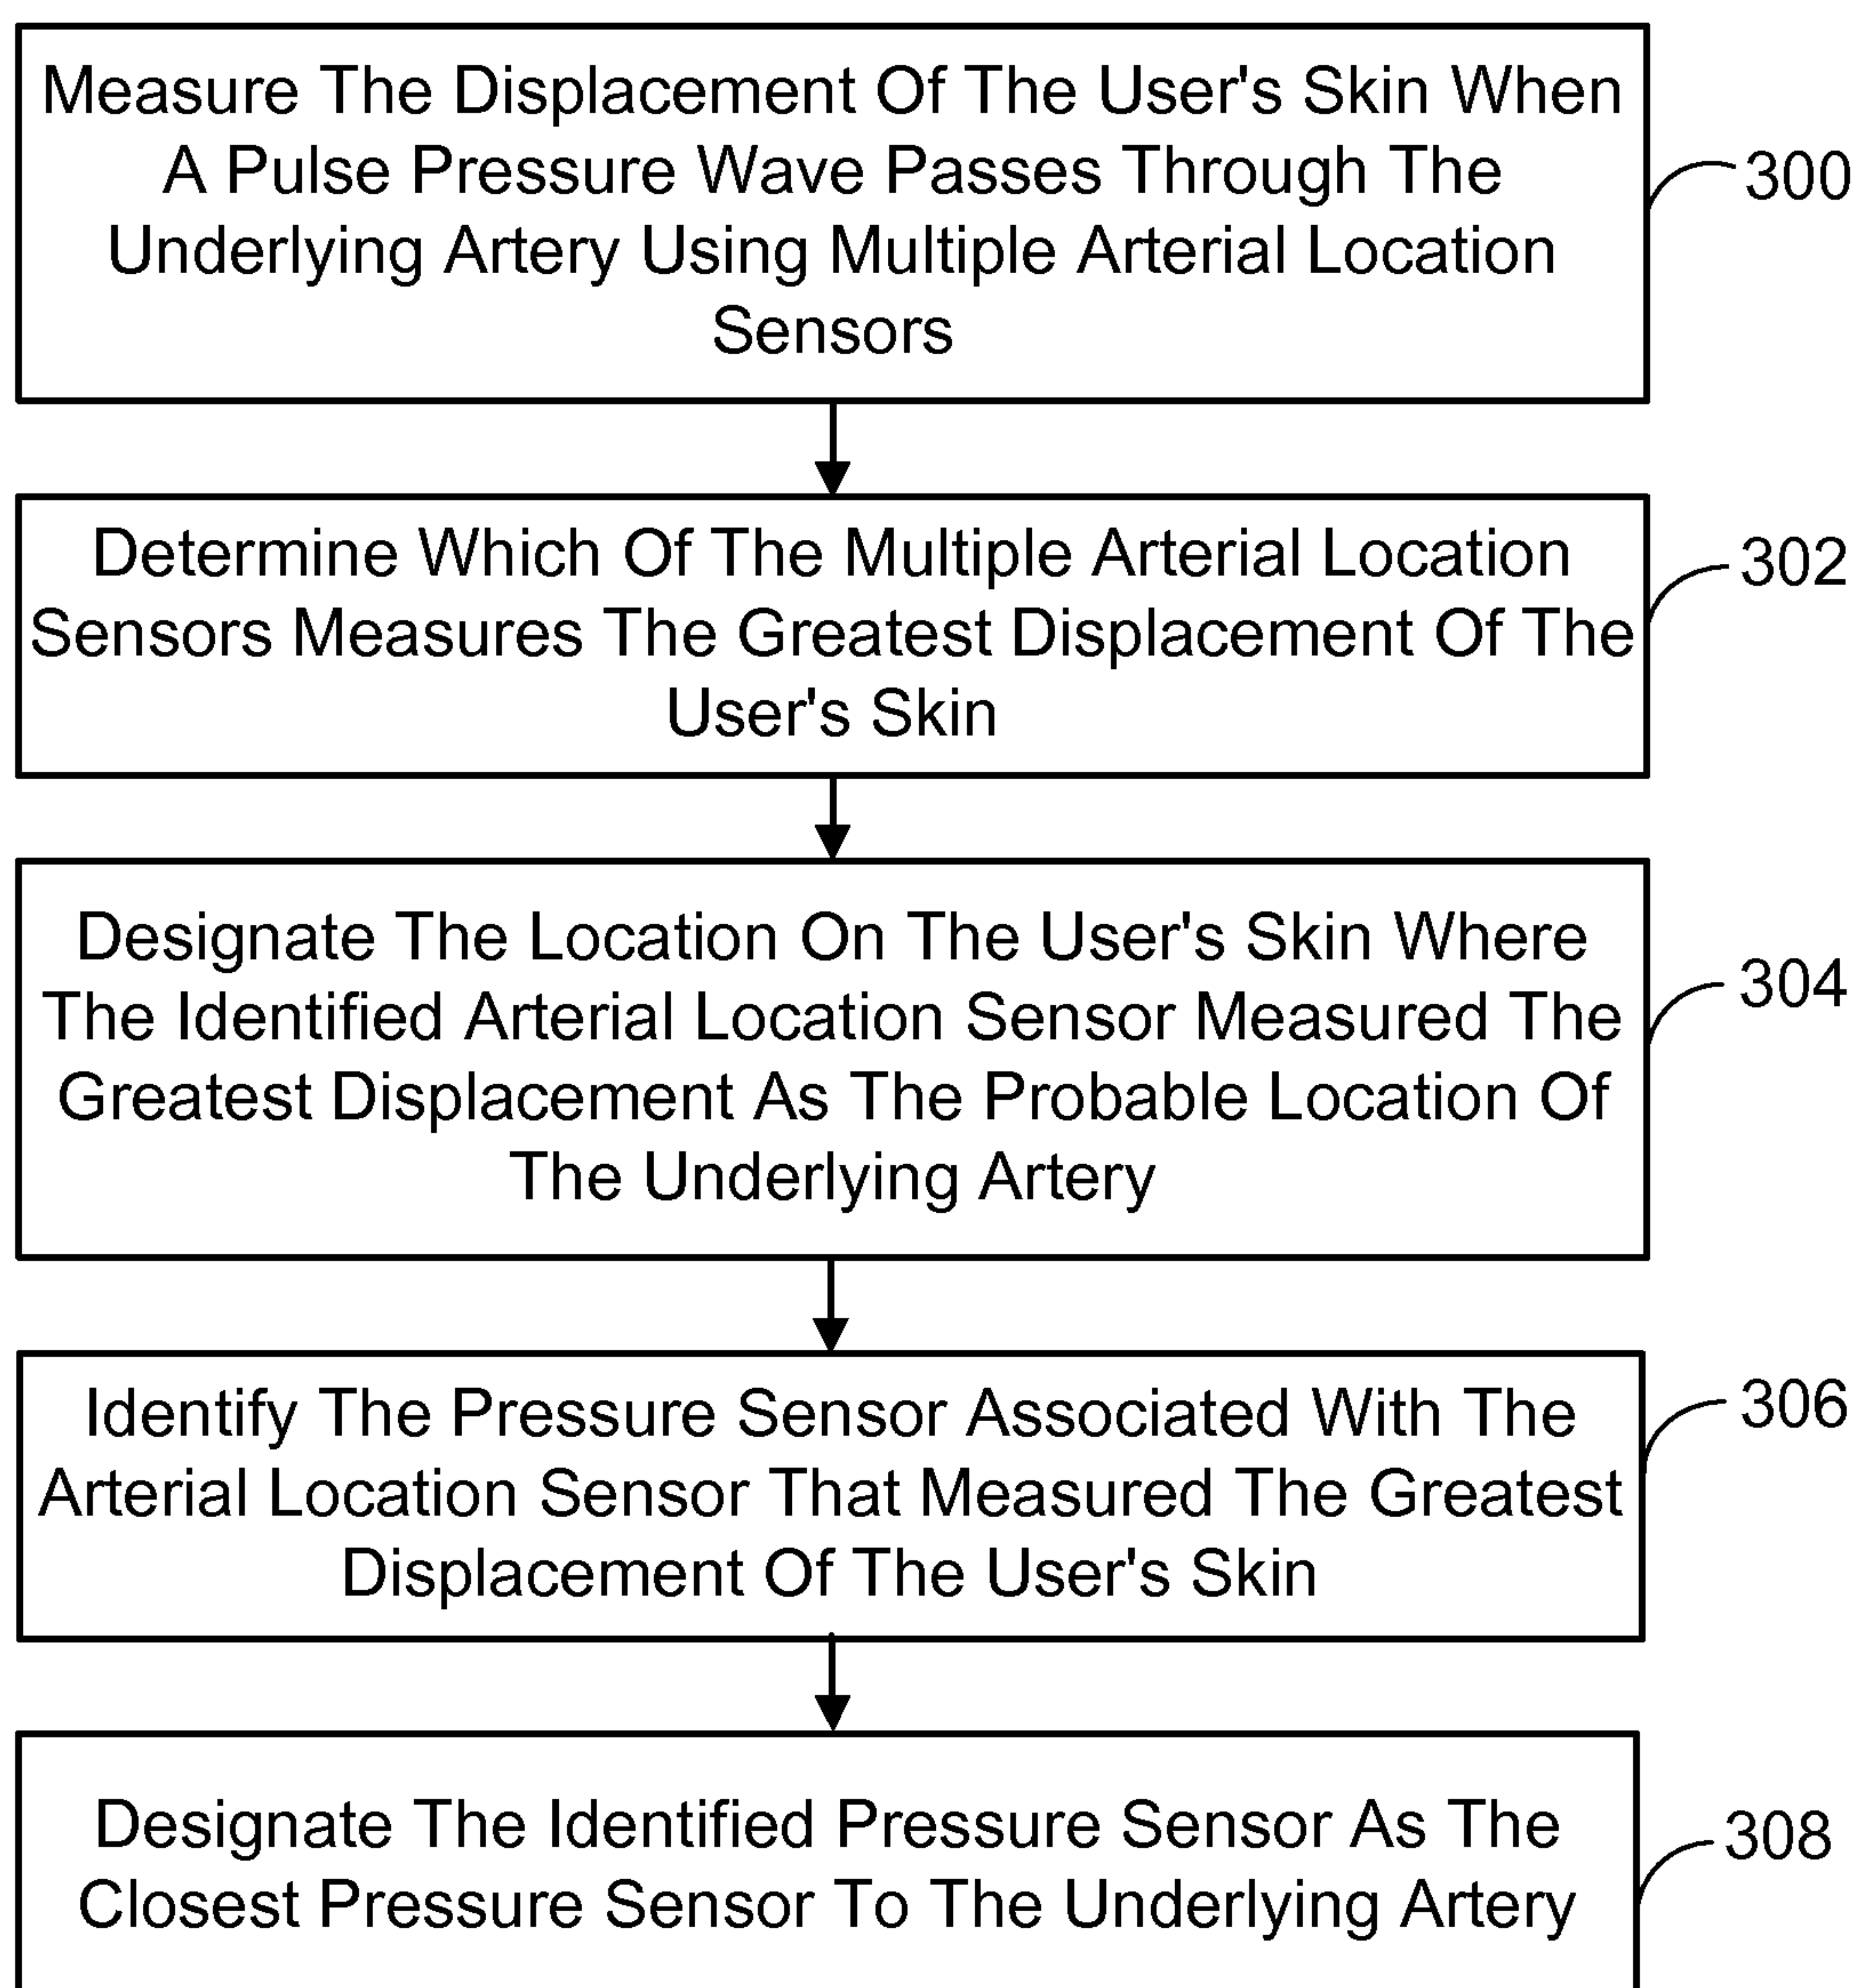 Measure The Displacement Of The User's Skin When
A Pulse Pressure Wave Passes Through The
Underlying Artery Using Multiple Arterial Location
Sensors
300
Determine Which Of The Multiple Arterial Location
Sensors Measures The Greatest Displacement Of The
User's Skin
302
Designate The Location On The User's Skin Where
The Identified Arterial Location Sensor Measured The
Greatest Displacement As The Probable Location Of
The Underlying Artery
304
Identify The Pressure Sensor Associated With The
Arterial Location Sensor That Measured The Greatest
Displacement Of The User's Skin
306
Designate The Identified Pressure Sensor As The
Closest Pressure Sensor To The Underlying Artery
308